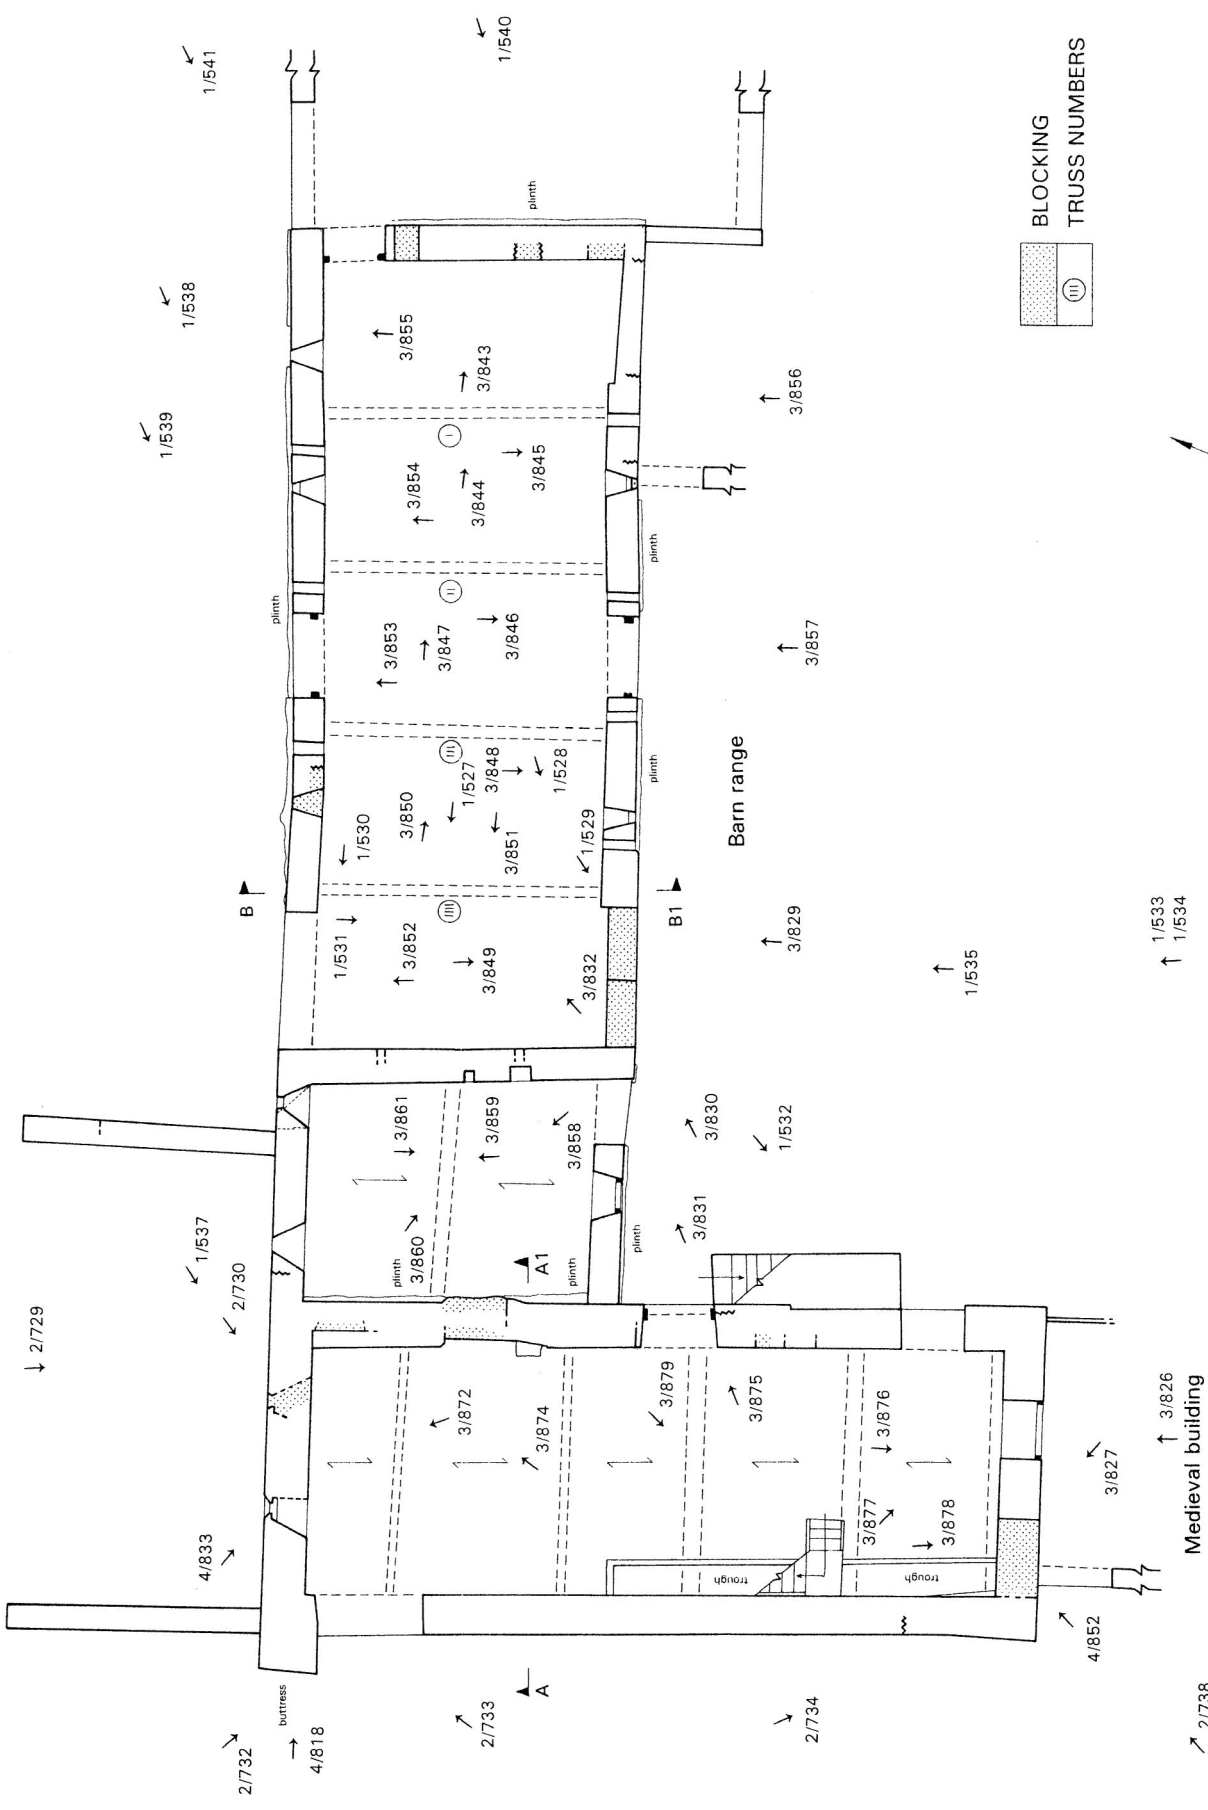 1/541
1/540
BLOCKING
TRUSS NUMBERS
III
plinth
1/538
1/539
3/855
3/843
3/856
I
3/854
3/844
3/845
plinth
plinth
II
3/853
3/847
3/846
3/857
III
3/848
1/527
1/528
3/850
3/851
1/530
1/529
plinth
Barn range
B
B1
IIII
1/531
3/852
3/849
3/832
3/829
1/535
1/533
1/534
3/861
3/859
3/858
3/830
1/532
3/831
3/860
plinth
plinth
plinth
A1
1/537
2/730
2/729
3/872
3/874
3/879
3/875
3/876
3/877
3/878
trough
trough
3/826
3/827
Medieval building
4/833
4/852
A
buttress
4/818
2/732
2/733
2/734
2/738